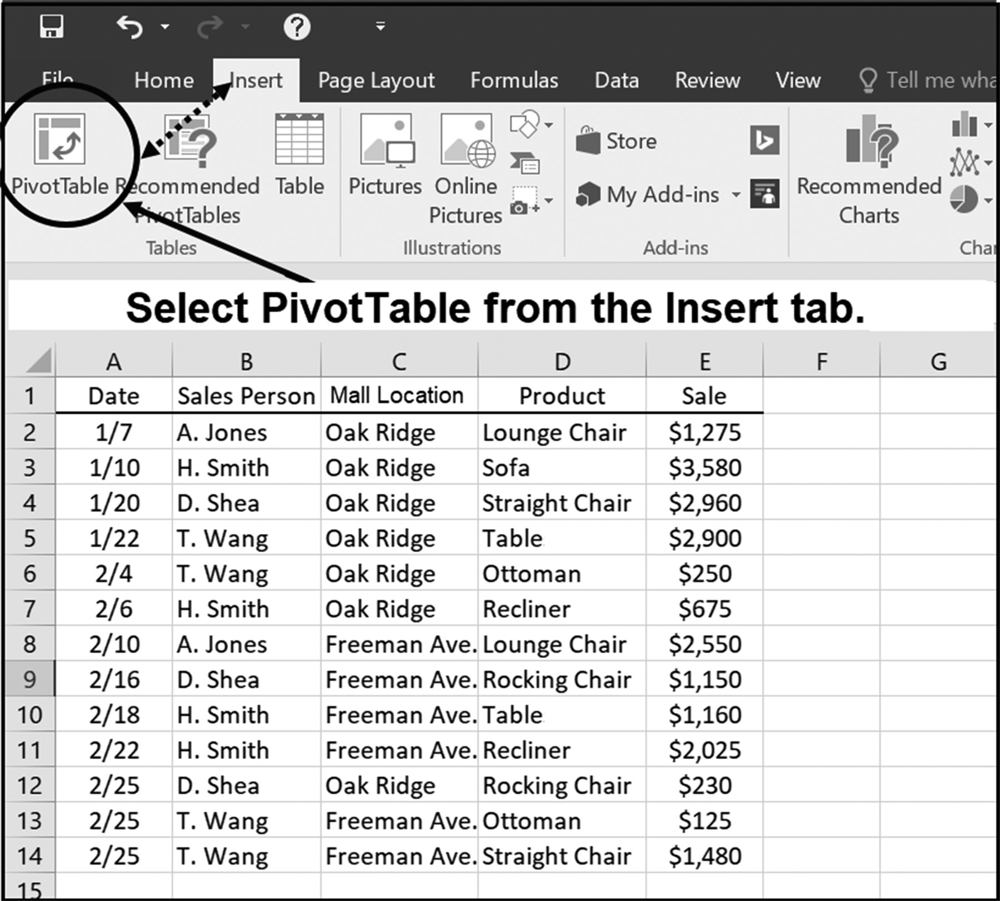 File Home Insert Page Layout Formulas Data Review View Tell me wha
PivotTable Recommended PivotTables Table Pictures Online Pictures Store My Add-ins Recommended Charts
Tables Illustrations Add-ins Char
Select PivotTable from the Insert tab.
A B C D E F G
1 Date Sales Person Mall Location Product Sale
2 1/7 A. Jones Oak Ridge Lounge Chair $1,275
3 1/10 H. Smith Oak Ridge Sofa $3,580
4 1/20 D. Shea Oak Ridge Straight Chair $2,960
5 1/22 T. Wang Oak Ridge Table $2,900
6 2/4 T. Wang Oak Ridge Ottoman $250
7 2/6 H. Smith Oak Ridge Recliner $675
8 2/10 A. Jones Freeman Ave. Lounge Chair $2,550
9 2/16 D. Shea Freeman Ave. Rocking Chair $1,150
10 2/18 H. Smith Freeman Ave. Table $1,160
11 2/22 H. Smith Freeman Ave. Recliner $2,025
12 2/25 D. Shea Oak Ridge Rocking Chair $230
13 2/25 T. Wang Freeman Ave. Ottoman $125
14 2/25 T. Wang Freeman Ave. Straight Chair $1,480
15